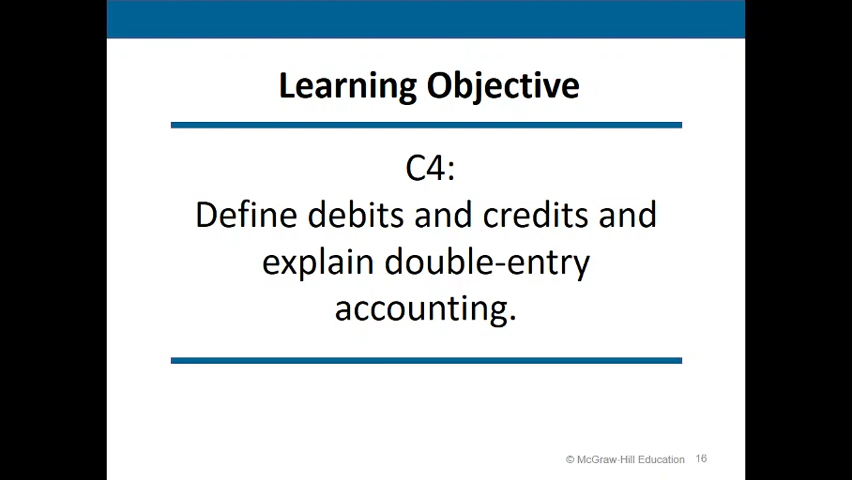 Learning Objective
C4:
Define debits and credits and
explain double-entry
accounting.
© McGraw-Hill Education 16